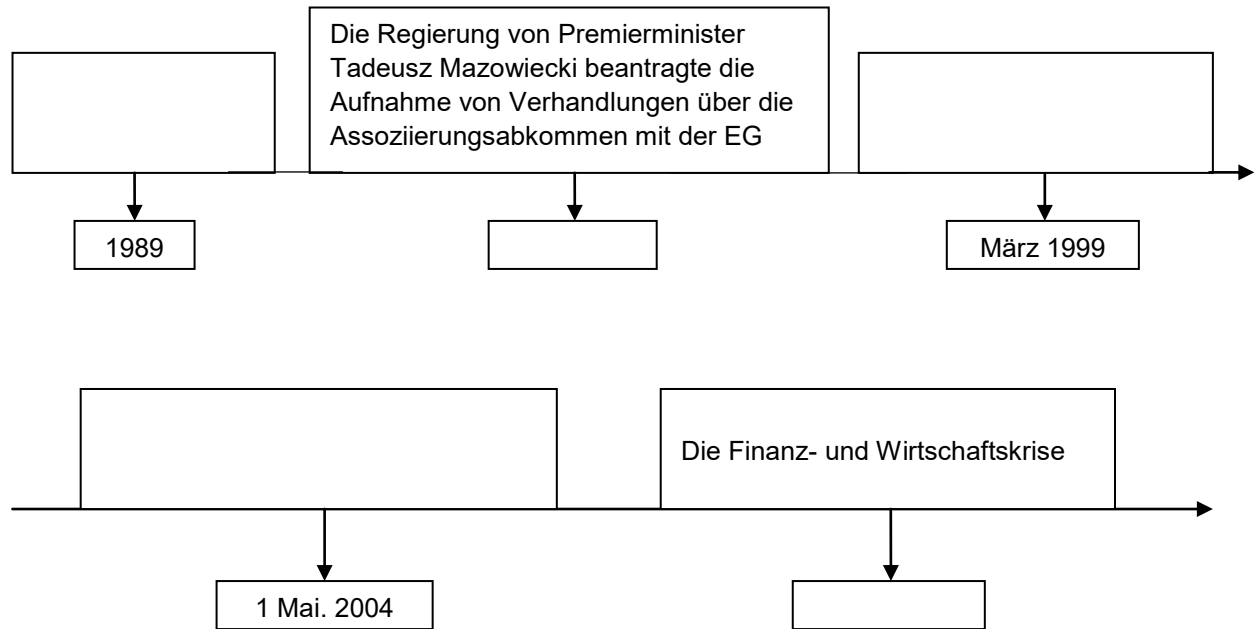 Die Regierung von Premierminister
Tadeusz Mazowiecki beantragte die
Aufnahme von Verhandlungen über die
Assoziierungsabkommen mit der EG
1989
März 1999
Die Finanz- und Wirtschaftskrise
1 Mai. 2004